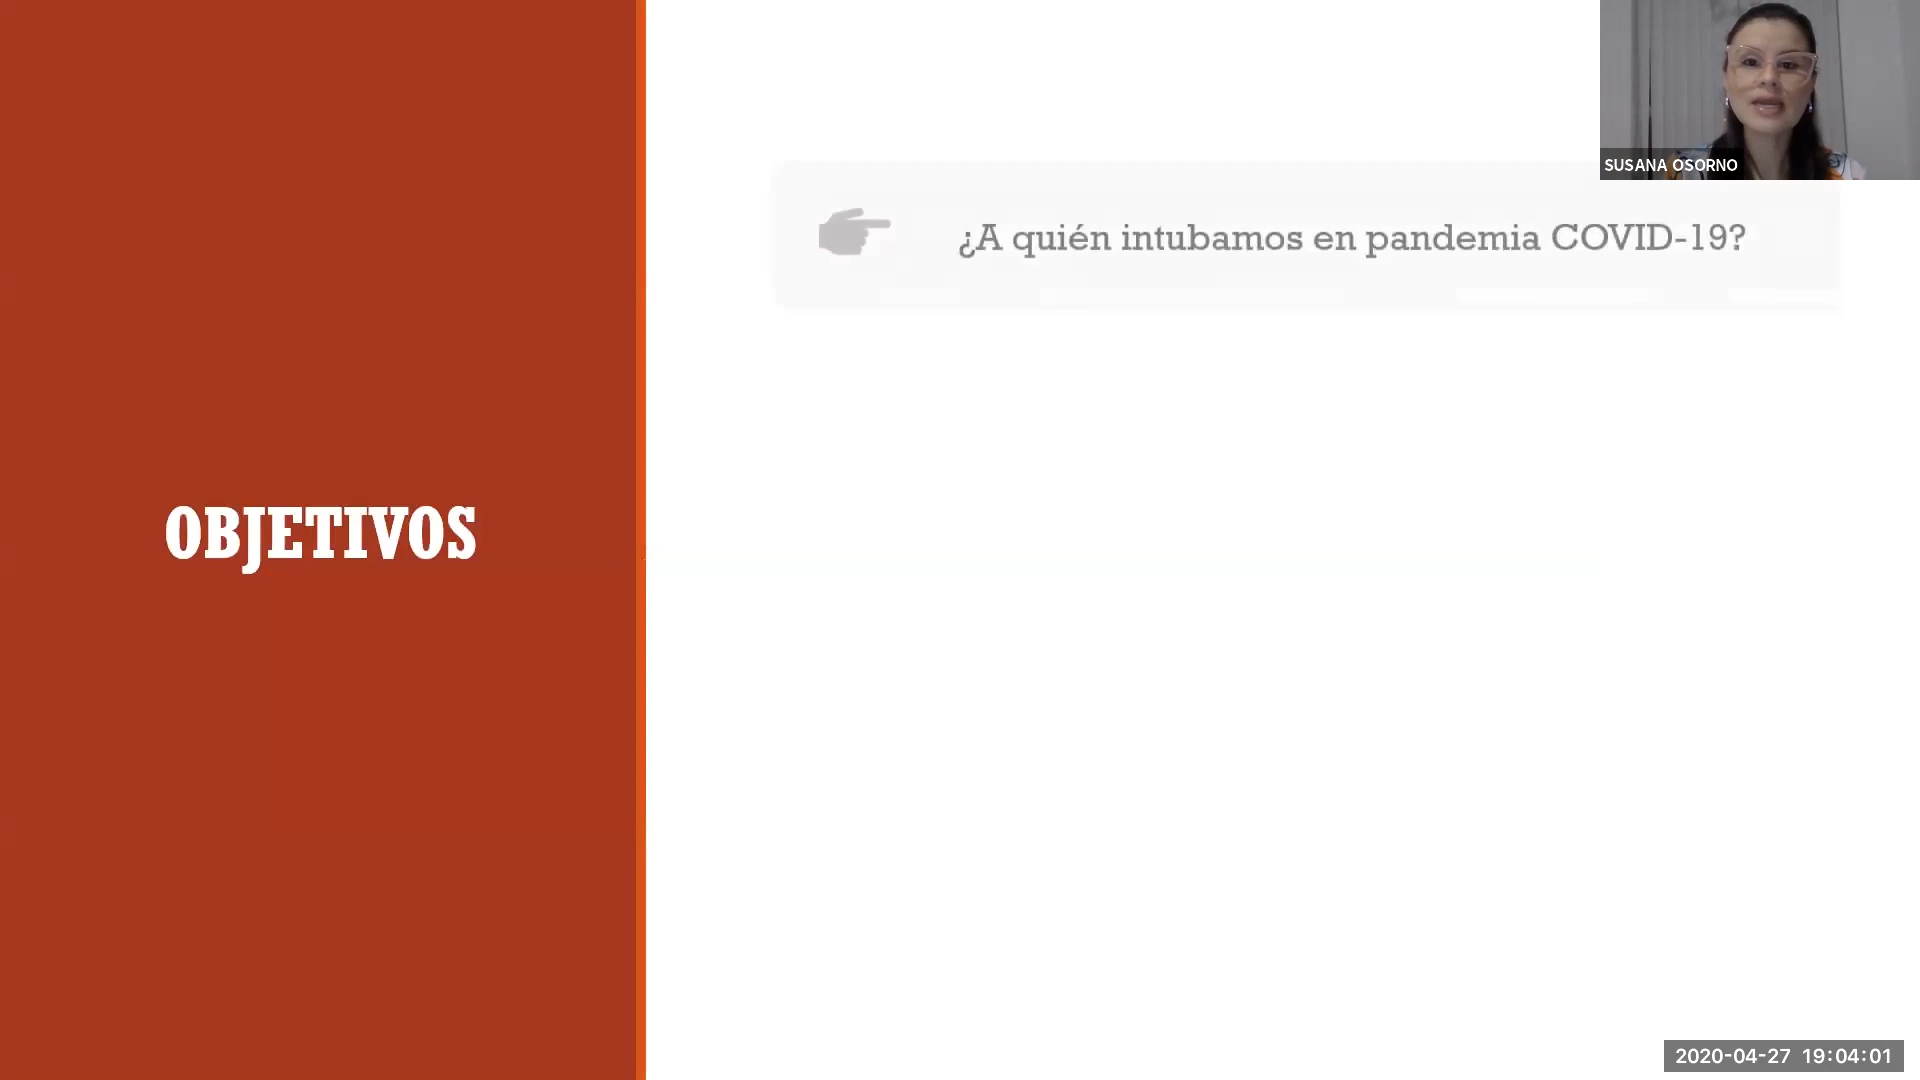 SUSANA OSORNO
¿A quién intubamos en pandemia COVID-19?
OBJETIVOS
2020-04-27 19:04:01